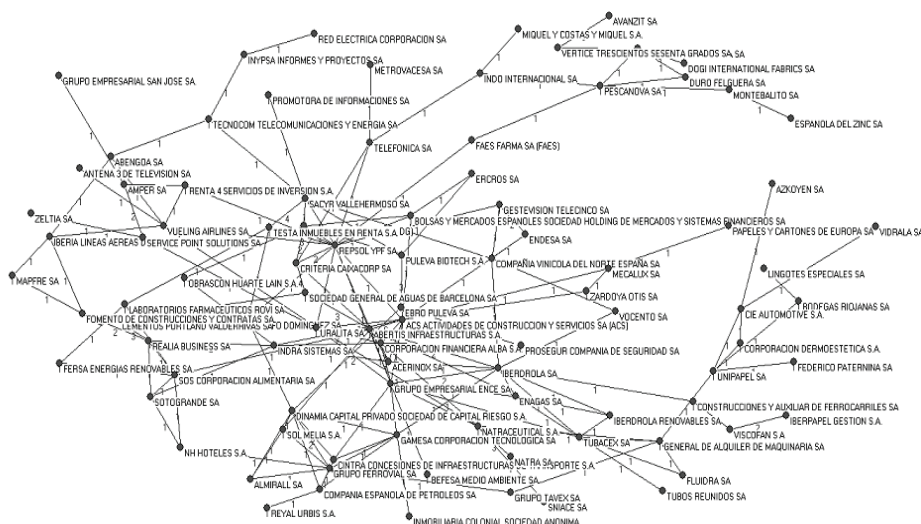 AVANZIT SA
MIQUEL Y COSTAS Y MIQUEL S.A.
RED ELECTRICA CORPORACION SA
VERTICE TRESCIENTOS SESENTA GRADOS SA
INYPSA INFORMES Y PROYECTOS SA
METROVACESA SA
DOGI INTERNATIONAL FABRICS SA
GRUPO EMPRESARIAL SAN JOSE SA
INDO INTERNACIONAL SA
DURO FELGUERA SA
PESCANOVA SA
MONTEBALITO SA
PROMOTORA DE INFORMACIONES SA
TECNOCOM TELECOMUNICACIONES Y ENERGIA SA
ESPANOLA DEL ZINC SA
TELEFONICA SA
FAES FARMA SA (FAES)
ABENGOA SA
ANTENA 3 DE TELEVISION SA
ERCROS SA
AMPER SA
RENTA 4 SERVICIOS DE INVERSION S.A.
AZKOYEN SA
SACYR VALLEHERMOSO SA
GESTEVISION TELECINCO SA
ZELTIA SA
BOLSAS Y MERCADOS ESPAÑOLES SOCIEDAD HOLDING DE MERCADOS Y SISTEMAS FINANCIEROS SA
VUELING AIRLINES SA
TESTA INMUEBLES EN RENTA S.A.
PAPELES Y CARTONES DE EUROPA SA
VIDRALA SA
IBERIA LINEAS AEREAS
SERVICE POINT SOLUTIONS SA
ENDESA SA
REPSOL YPF SA
PULEVA BIOTECH S.A.
COMPAÑIA VINICOLA DEL NORTE ESPAÑA SA
CRITERIA CAIXACORP SA
MECALUX SA
LINGOTES ESPECIALES SA
MAPFRE SA
OBRASCON HUARTE LAIN S.A.
SOCIEDAD GENERAL DE AGUAS DE BARCELONA SA
ZARDOYA OTIS SA
LABORATORIOS FARMACEUTICOS ROVI SA
EBRO PULEVA SA
BODEGAS RIOJANAS SA
VOCENTO SA
CIE AUTOMOTIVE S.A.
FOMENTO DE CONSTRUCCIONES Y CONTRATAS SA
ACS ACTIVIDADES DE CONSTRUCCION Y SERVICIOS SA (ACS)
CEMENTOS PORTLAND VALDERRIVAS SA
URALITA SA
ABERTIS INFRAESTRUCTURAS S.A.
REALIA BUSINESS SA
INDRA SISTEMAS SA
CORPORACION FINANCIERA ALBA S.A.
PROSEGUR COMPANIA DE SEGURIDAD SA
CORPORACION DERMOESTETICA S.A.
FERSA ENERGIAS RENOVABLES SA
ACERINOX SA
IBERDROLA SA
FEDERICO PATERNINA SA
SOS CORPORACION ALIMENTARIA SA
UNIPAPEL SA
GRUPO EMPRESARIAL ENCE SA
SOTOGRANDE SA
ENAGAS SA
CONSTRUCCIONES Y AUXILIAR DE FERROCARRILES SA
DINAMIA CAPITAL PRIVADO SOCIEDAD DE CAPITAL RIESGO S.A.
IBERDROLA RENOVABLES SA
IBERPAPEL GESTION S.A.
SOL MELIA S.A.
NATRACEUTICAL S.A.
VISCOFAN S.A.
GAMESA CORPORACION TECNOLOGICA SA
TUBACEX SA
GENERAL DE ALQUILER DE MAQUINARIA SA
NH HOTELES S.A.
NATRA SA
CINTRA CONCESIONES DE INFRAESTRUCTURAS
GRUPO FERROVIAL SA
ALMIRALL SA
BEFESA MEDIO AMBIENTE SA
FLUIDRA SA
COMPANIA ESPANOLA DE PETROLEOS SA
GRUPO TAVEX SA
TUBOS REUNIDOS SA
SNIACE SA
REYAL URBIS S.A.
INMOBILIARIA COLONIAL SOCIEDAD ANONIMA